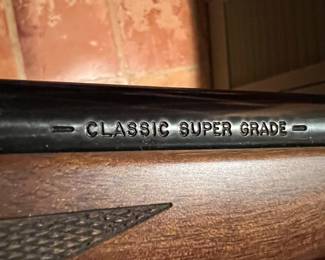 - CLASSIC SUPER GRADE -